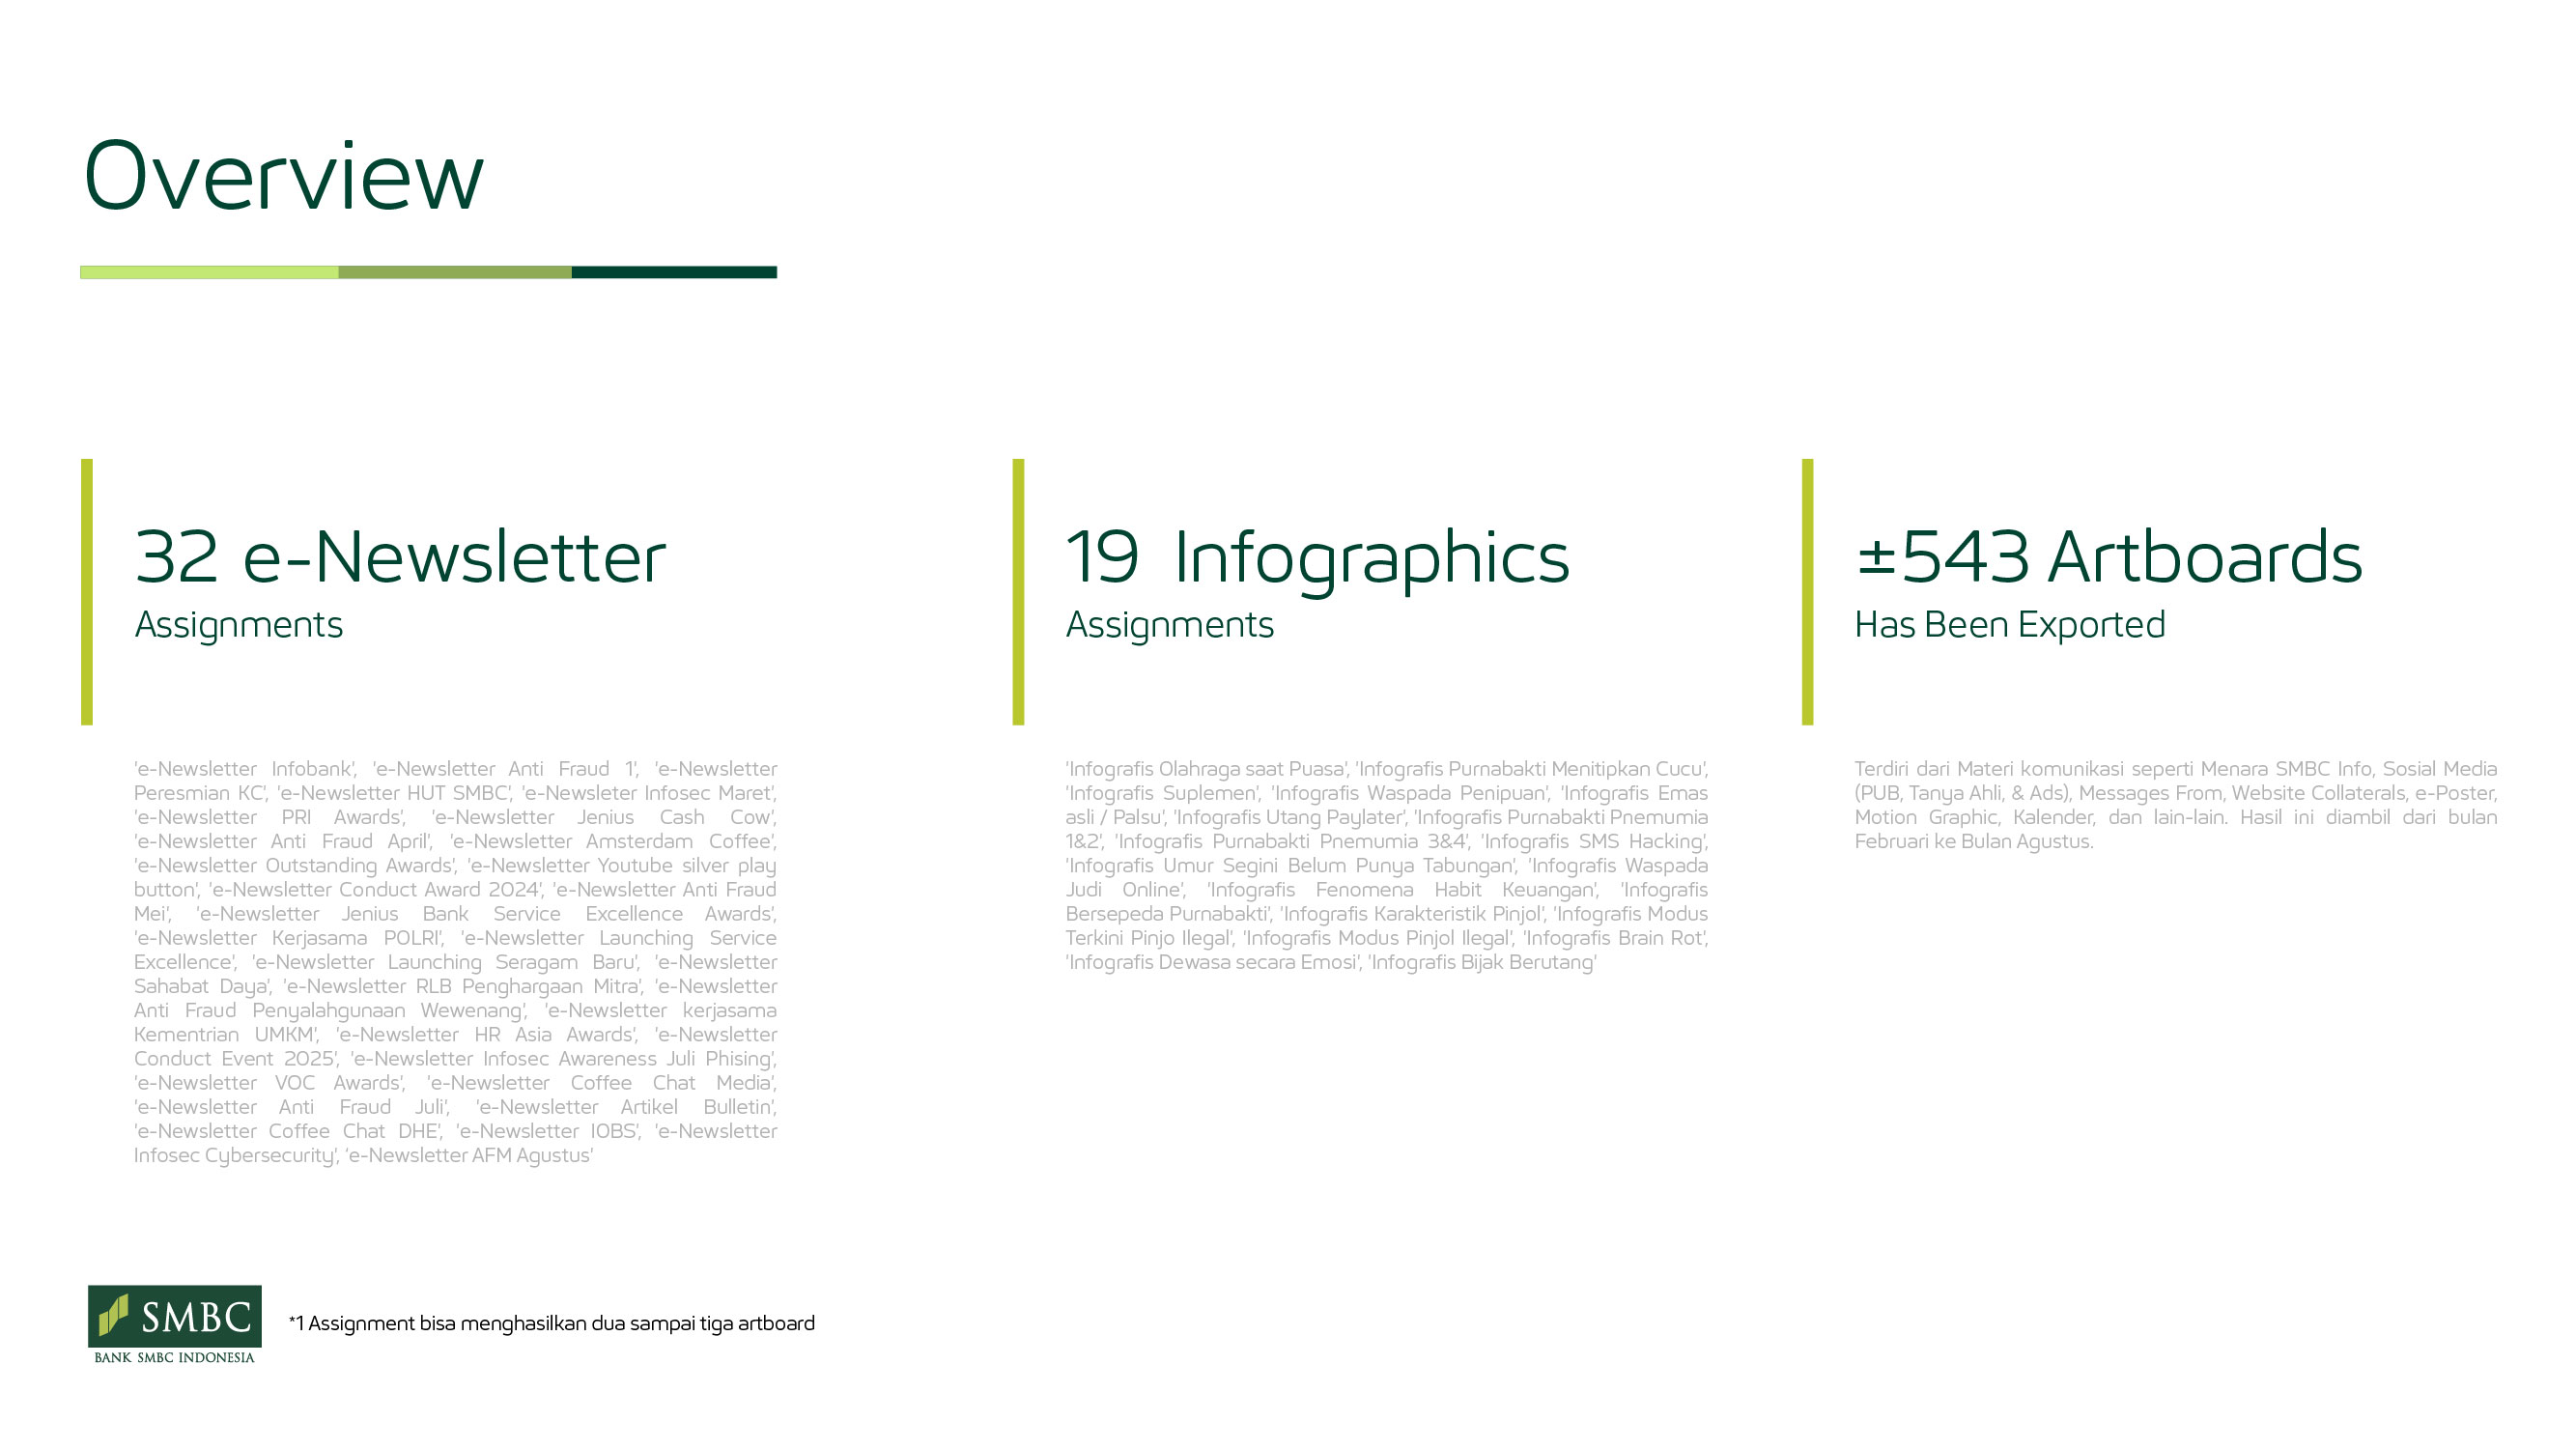 Overview
32 e-Newsletter
Assignments
'e-Newsletter Infobank', 'e-Newsletter Anti Fraud 1', 'e-Newsletter
Peresmian KC', 'e-Newsletter HUT SMBC', 'e-Newsleter Infosec Maret',
'e-Newsletter PRI Awards', 'e-Newsletter Jenius Cash Cow',
'e-Newsletter Anti Fraud April', 'e-Newsletter Amsterdam Coffee',
'e-Newsletter Outstanding Awards', 'e-Newsletter Youtube silver play
button', 'e-Newsletter Conduct Award 2024', 'e-Newsletter Anti Fraud
Mei', 'e-Newsletter Jenius Bank Service Excellence Awards',
'e-Newsletter Kerjasama POLRI', 'e-Newsletter Launching Service
Excellence', 'e-Newsletter Launching Seragam Baru', 'e-Newsletter
Sahabat Daya', 'e-Newsletter RLB Penghargaan Mitra', 'e-Newsletter
Anti Fraud Penyalahgunaan Wewenang', 'e-Newsletter kerjasama
Kementrian UMKM', 'e-Newsletter HR Asia Awards', 'e-Newsletter
Conduct Event 2025', 'e-Newsletter Infosec Awareness Juli Phising',
'e-Newsletter VOC Awards', 'e-Newsletter Coffee Chat Media',
'e-Newsletter Anti Fraud Juli', 'e-Newsletter Artikel Bulletin',
'e-Newsletter Coffee Chat DHE', 'e-Newsletter IOBS', 'e-Newsletter
Infosec Cybersecurity', 'e-Newsletter AFM Agustus'
19 Infographics
Assignments
'Infografis Olahraga saat Puasa', 'Infografis Purnabakti Menitipkan Cucu',
'Infografis Suplemen', 'Infografis Waspada Penipuan', 'Infografis Emas
asli / Palsu', 'Infografis Utang Paylater', 'Infografis Purnabakti Pnemumia
1&2', 'Infografis Purnabakti Pnemumia 3&4', 'Infografis SMS Hacking',
'Infografis Umur Segini Belum Punya Tabungan', 'Infografis Waspada
Judi Online', 'Infografis Fenomena Habit Keuangan', 'Infografis
Bersepeda Purnabakti', 'Infografis Karakteristik Pinjol', 'Infografis Modus
Terkini Pinjo Ilegal', 'Infografis Modus Pinjol Ilegal', 'Infografis Brain Rot',
'Infografis Dewasa secara Emosi', 'Infografis Bijak Berutang'
±543 Artboards
Has Been Exported
Terdiri dari Materi komunikasi seperti Menara SMBC Info, Sosial Media
(PUB, Tanya Ahli, & Ads), Messages From, Website Collaterals, e-Poster,
Motion Graphic, Kalender, dan lain-lain. Hasil ini diambil dari bulan
Februari ke Bulan Agustus.
SMBC
BANK SMBC INDONESIA
*1 Assignment bisa menghasilkan dua sampai tiga artboard